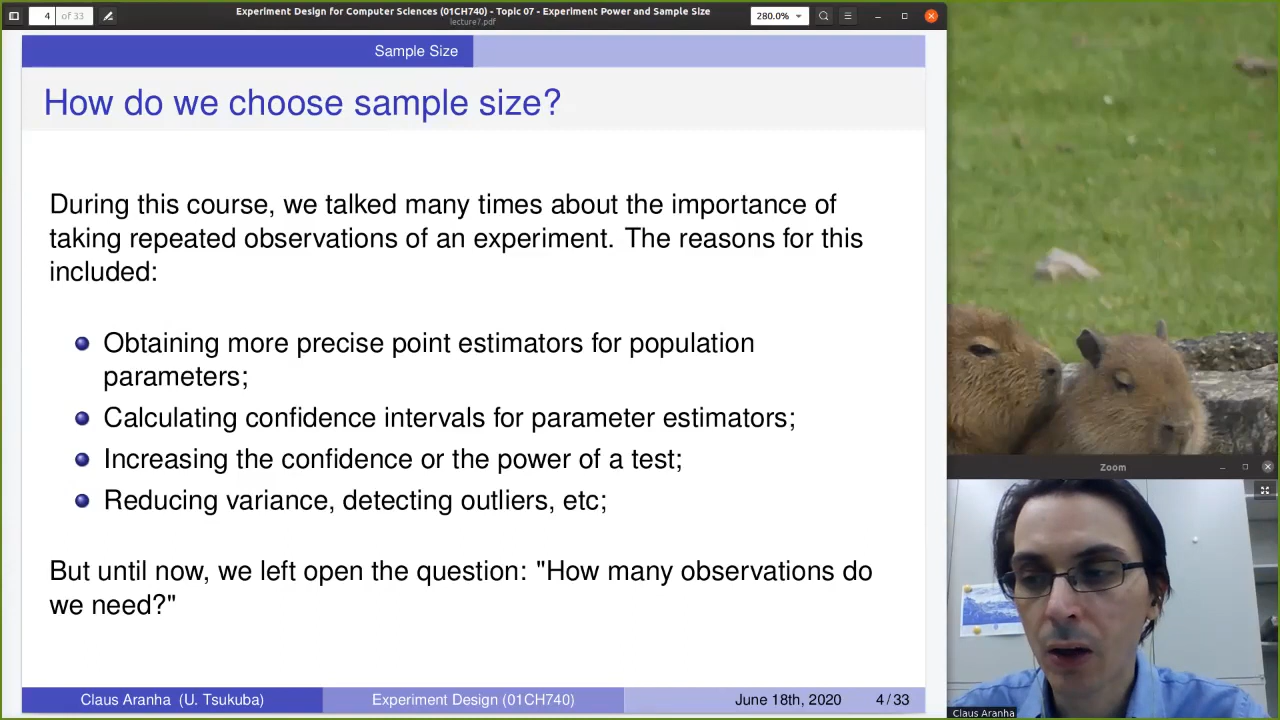 4 of 33
Experiment Design for Computer Sciences (01CH740) - Topic 07 - Experiment Power and Sample Size
lecture7.pdf
280.0%
Sample Size
How do we choose sample size?
During this course, we talked many times about the importance of
taking repeated observations of an experiment. The reasons for this
included:
Obtaining more precise point estimators for population
parameters;
Calculating confidence intervals for parameter estimators;
Increasing the confidence or the power of a test;
Reducing variance, detecting outliers, etc;
But until now, we left open the question: "How many observations do
we need?"
Claus Aranha (U. Tsukuba) Experiment Design (01CH740) June 18th, 2020 4/33
Zoom
Claus Aranha